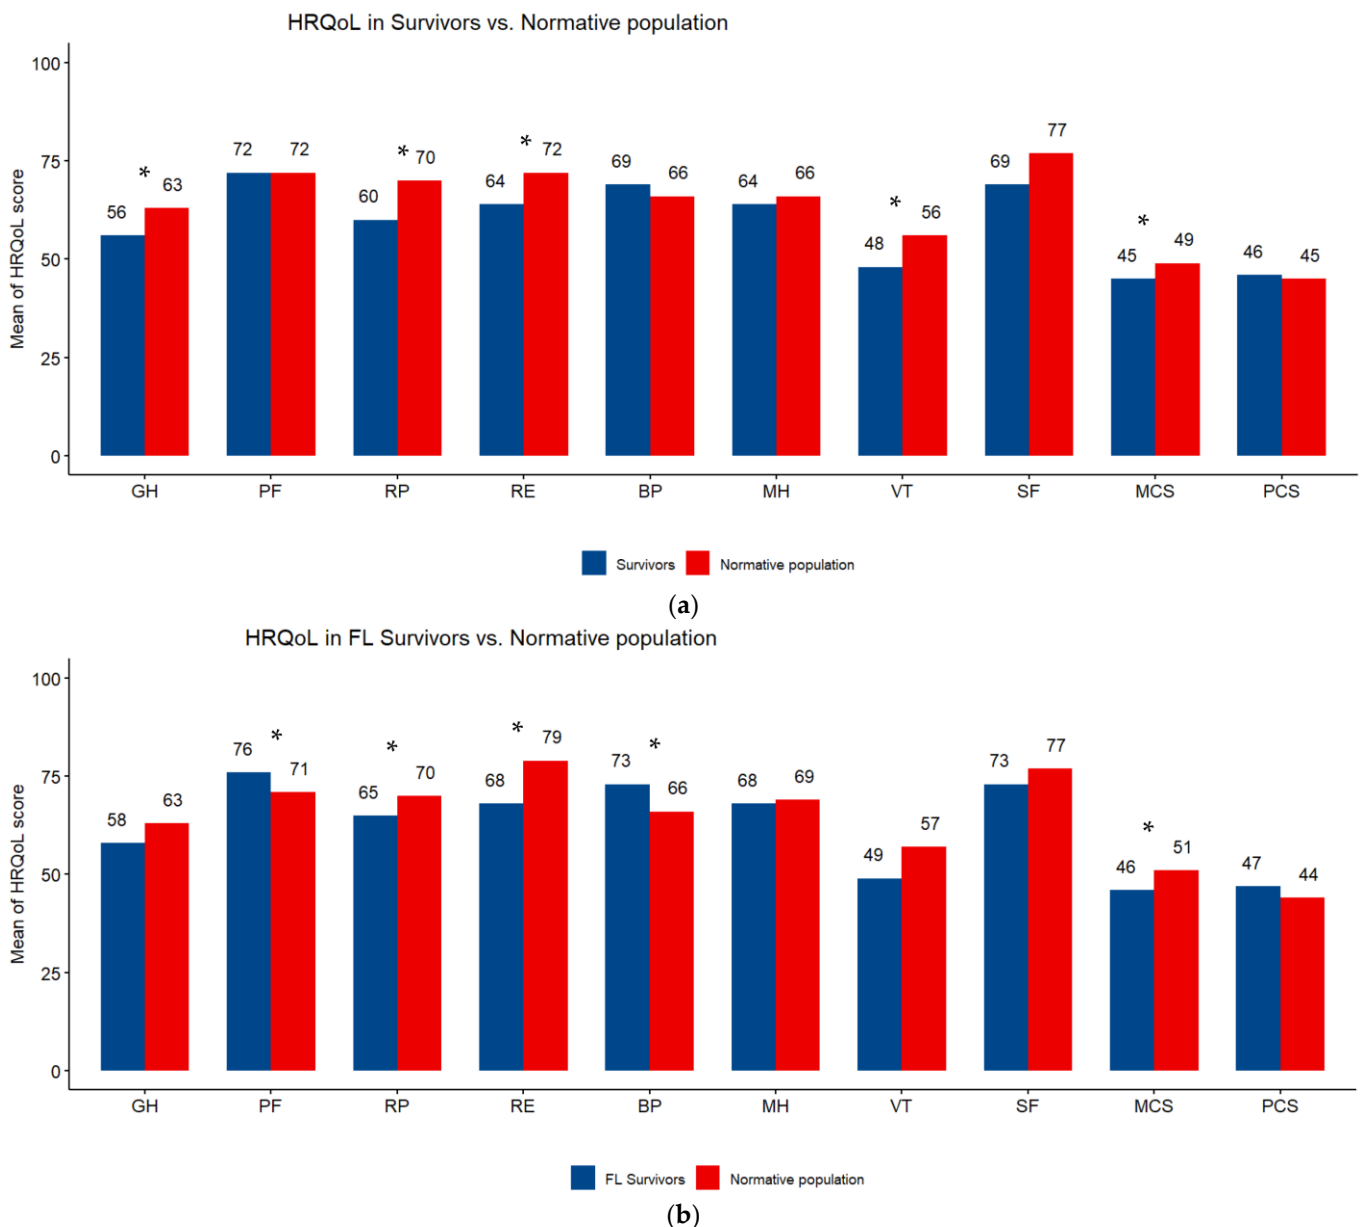 HRQoL in Survivors vs. Normative population
Mean of HRQoL score
100
75
50
25
0
56 * 63
72 72
60 * 70
64 * 72
69 66
64 66
48 * 56
69 77
45 * 49
46 45
GH PF RP RE BP MH VT SF MCS PCS
Survivors Normative population
(a)
HRQoL in FL Survivors vs. Normative population
Mean of HRQoL score
100
75
50
25
0
58 63
76 * 71
65 * 70
68 * 79
73 * 66
68 69
49 57
73 77
46 * 51
47 44
GH PF RP RE BP MH VT SF MCS PCS
FL Survivors Normative population
(b)